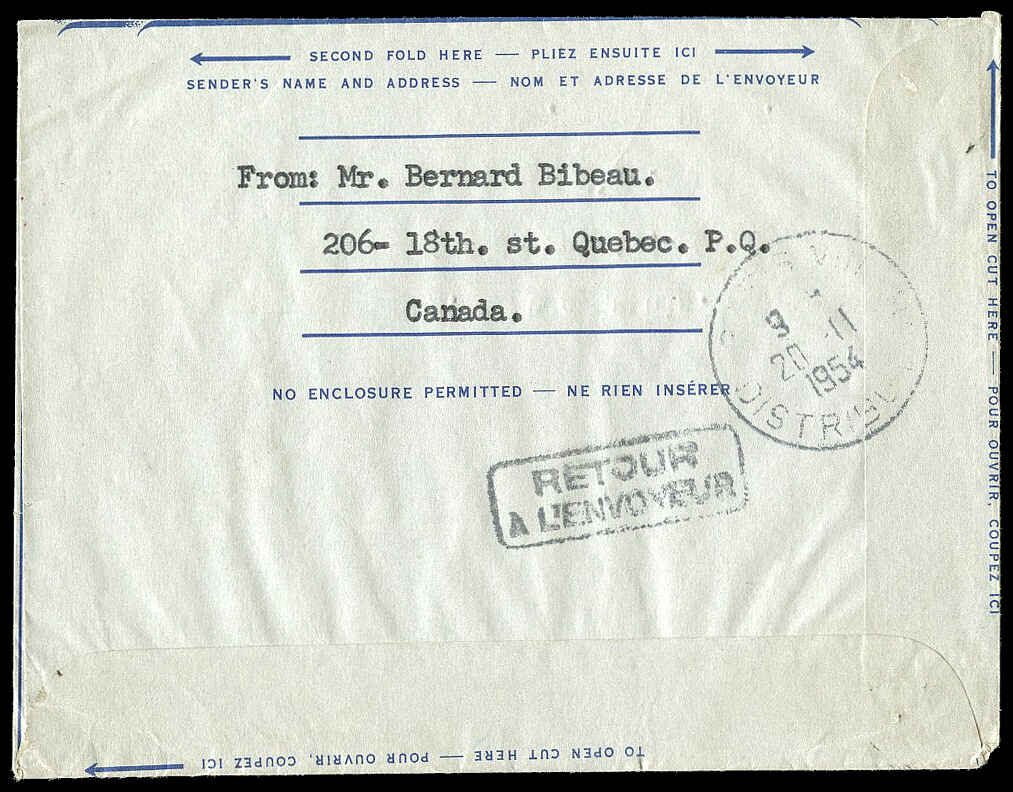 SECOND FOLD HERE — PLIEZ ENSUITE ICI
SENDER'S NAME AND ADDRESS — NOM ET ADRESSE DE L'ENVOYEUR
From: Mr. Bernard Bibeau.
206- 18th. st. Quebec. P.Q.
Canada.
NO ENCLOSURE PERMITTED — NE RIEN INSÉRER
9
20 -11
1954
RETOUR
A L'ENVOYEUR
TO OPEN CUT HERE — POUR OUVRIR, COUPEZ ICI
TO OPEN CUT HERE — POUR OUVRIR, COUPEZ ICI